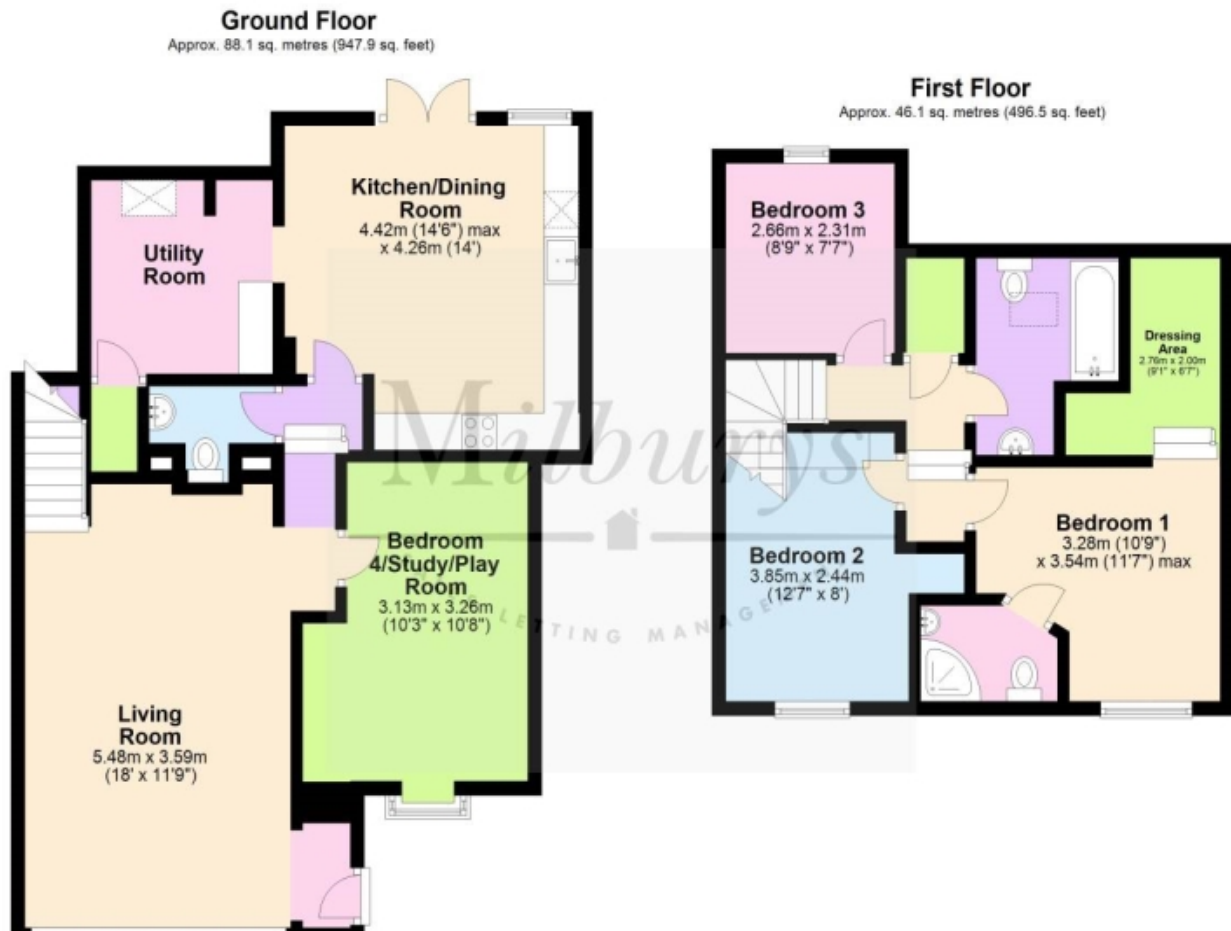 Ground Floor
Approx. 88.1 sq. metres (947.9 sq. feet)
Kitchen/Dining
Room
4.42m (14'6") max
x 4.26m (14')
Utility
Room
Bedroom
4/Study/Play
Room
3.13m x 3.26m
(10'3" x 10'8")
Living
Room
5.48m x 3.59m
(18' x 11'9")
First Floor
Approx. 46.1 sq. metres (496.5 sq. feet)
Bedroom 3
2.66m x 2.31m
(8'9" x 7'7")
Dressing
Area
2.76m x 2.00m
(9'1" x 6'7")
Bedroom 2
3.85m x 2.44m
(12'7" x 8')
Bedroom 1
3.28m (10'9")
x 3.54m (11'7") max
Milburys
LETTING MANAGEMENT